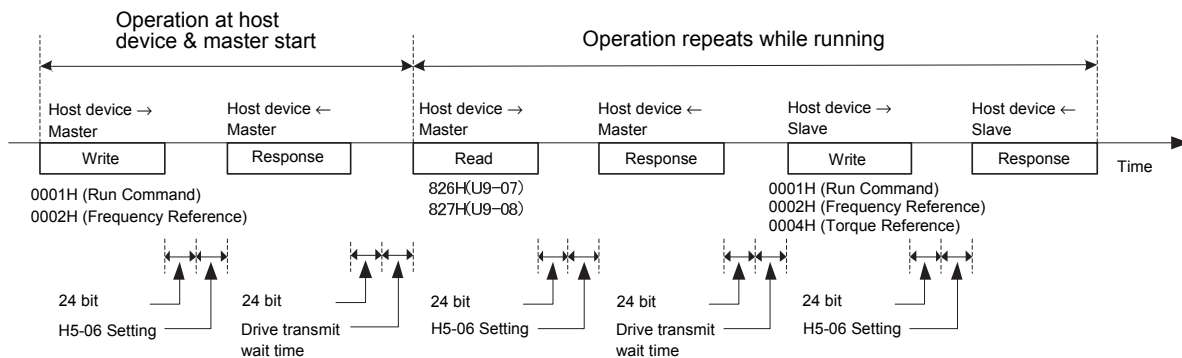 Operation at host
device & master start
Operation repeats while running
Host device →
Master
Host device ←
Master
Host device →
Master
Host device ←
Master
Host device →
Slave
Host device ←
Slave
Write
Response
Read
Response
Write
Response
Time
0001H (Run Command)
0002H (Frequency Reference)
826H(U9-07)
827H(U9-08)
0001H (Run Command)
0002H (Frequency Reference)
0004H (Torque Reference)
24 bit
H5-06 Setting
24 bit
Drive transmit
wait time
24 bit
H5-06 Setting
24 bit
Drive transmit
wait time
24 bit
H5-06 Setting